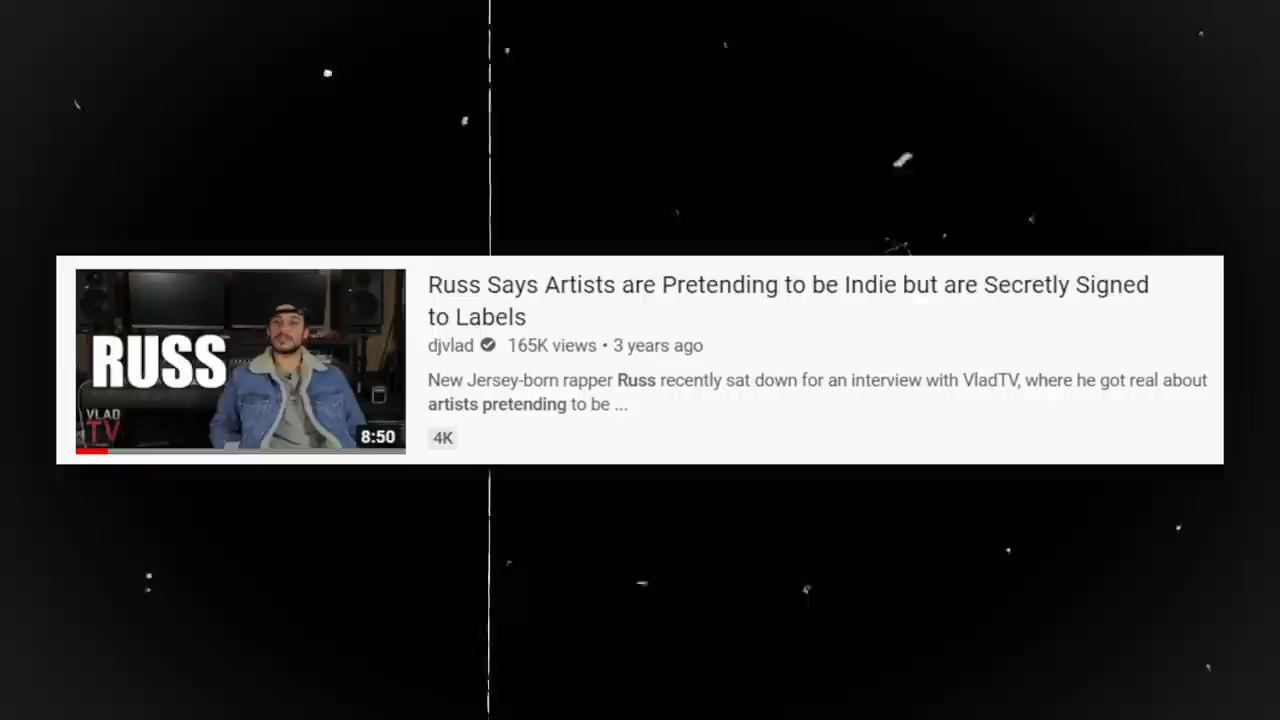 Russ Says Artists are Pretending to be Indie but are Secretly Signed
to Labels
djvlad 165K views • 3 years ago
New Jersey-born rapper Russ recently sat down for an interview with VladTV, where he got real about
artists pretending to be ...
4K
RUSS
VLAD
TV
8:50